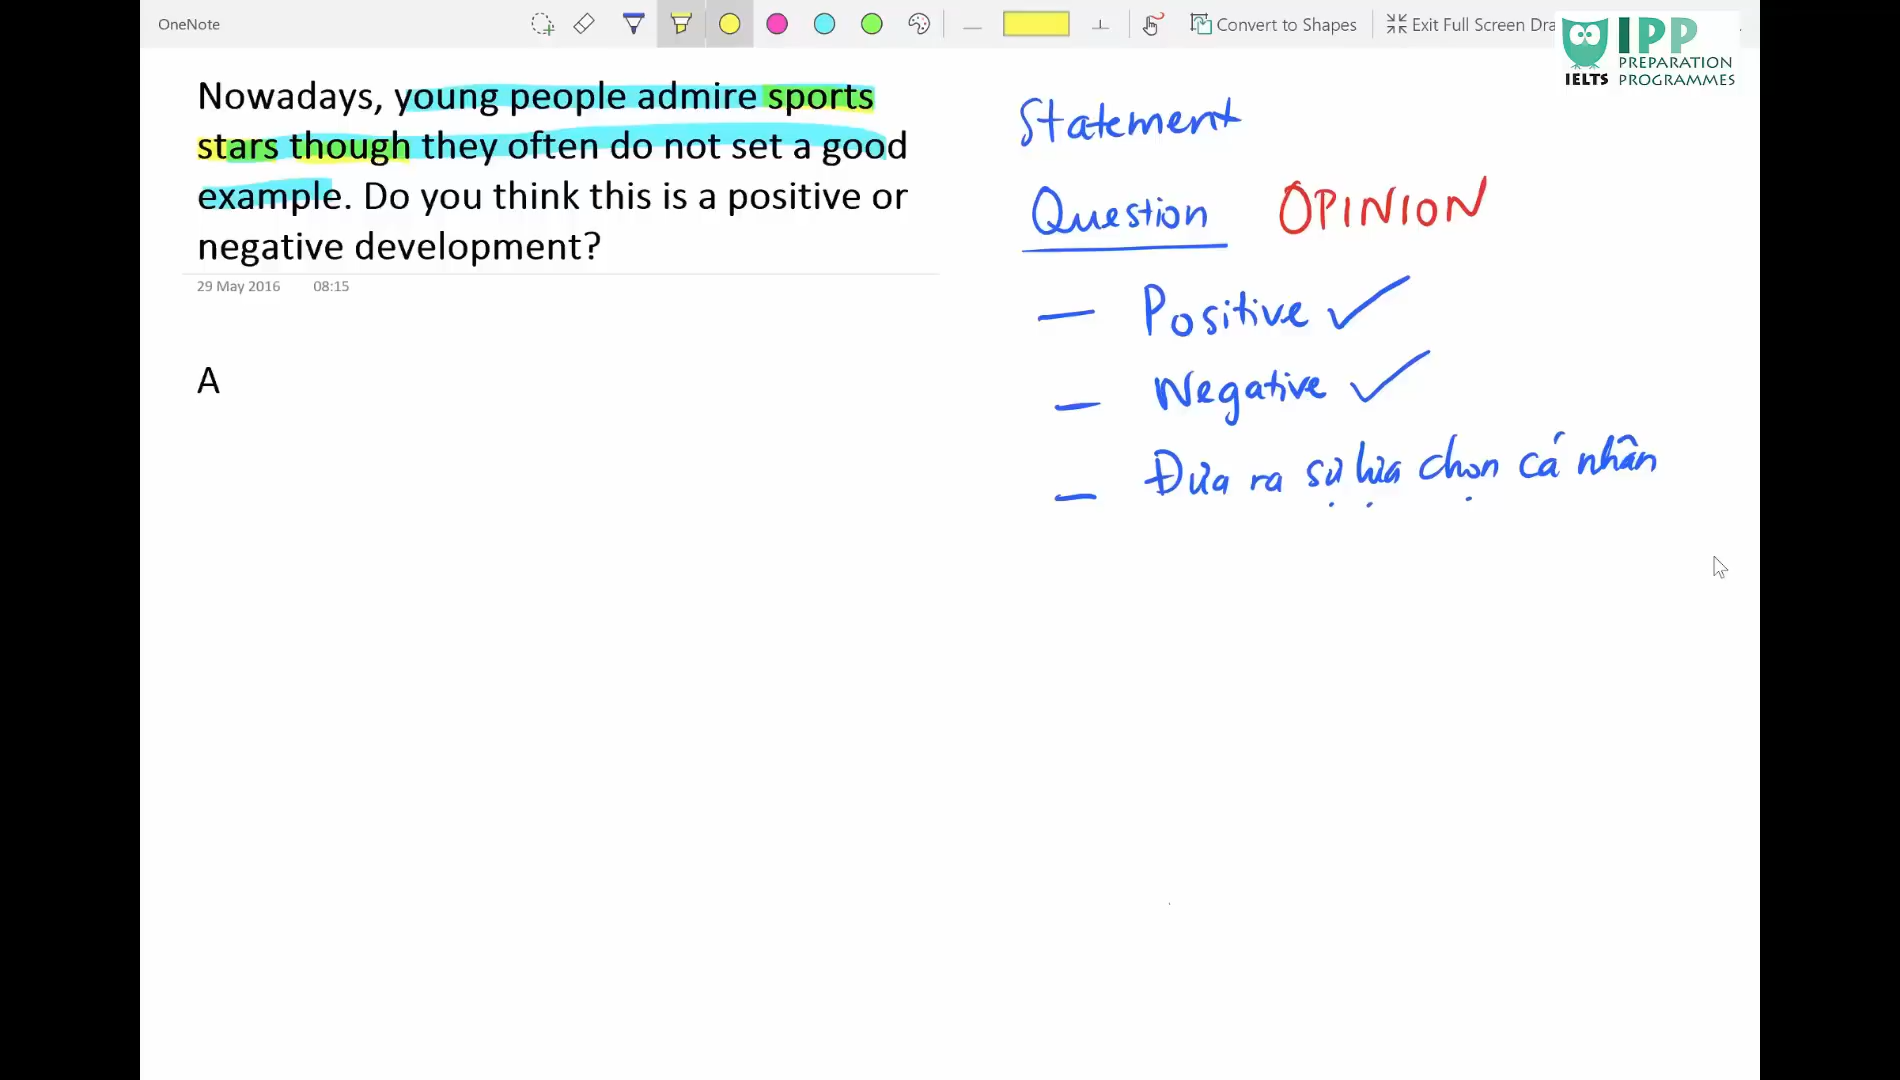 OneNote
Convert to Shapes
Exit Full Screen Dra
IPP
PREPARATION
IELTS PROGRAMMES
Nowadays, young people admire sports
stars though they often do not set a good
example. Do you think this is a positive or
negative development?
29 May 2016 08:15
A
Statement
Question OPINION
— Positive ✓
— Negative ✓
— Đưa ra sự lựa chọn cá nhân